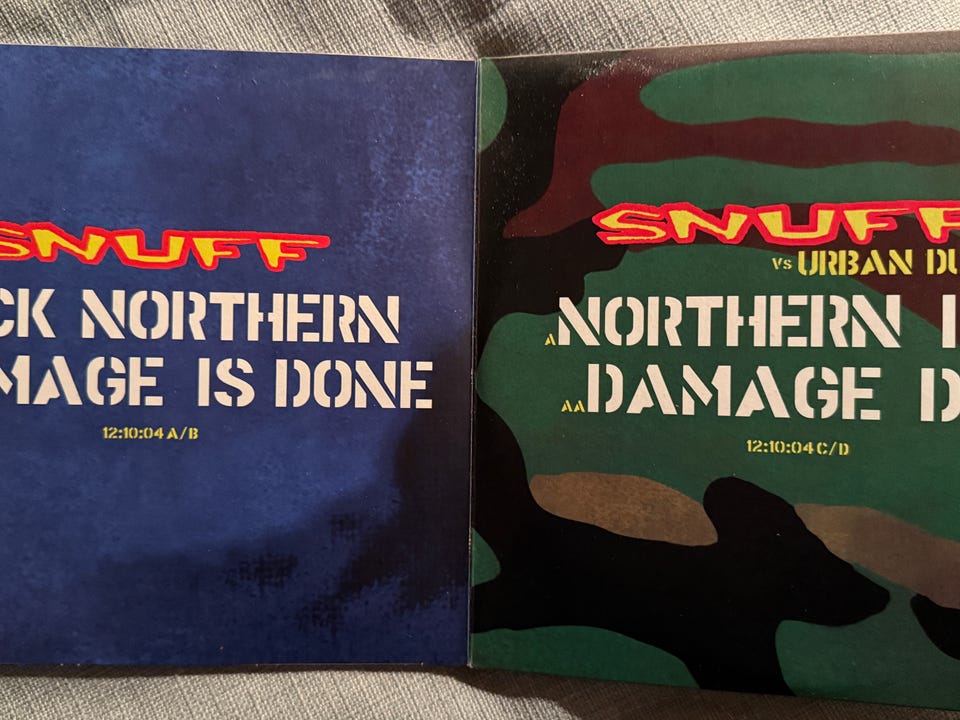 SNUFF
CK NORTHERN
MAGE IS DONE
12:10:04 A/B
SNUFF
vs URBAN DU
A NORTHERN
AA DAMAGE D
12:10:04 C/D